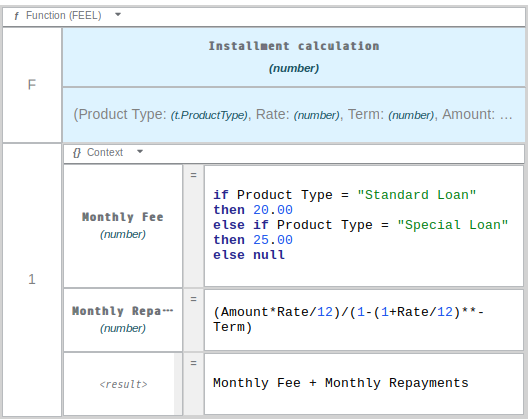 f Function (FEEL)
F
Installment calculation
(number)
(Product Type: (t.ProductType), Rate: (number), Term: (number), Amount: ...
1
{} Context
Monthly Fee
(number)
=
if Product Type = "Standard Loan"
then 20.00
else if Product Type = "Special Loan"
then 25.00
else null
Monthly Repa...
(number)
=
(Amount*Rate/12)/(1-(1+Rate/12)**-
Term)
<result>
=
Monthly Fee + Monthly Repayments